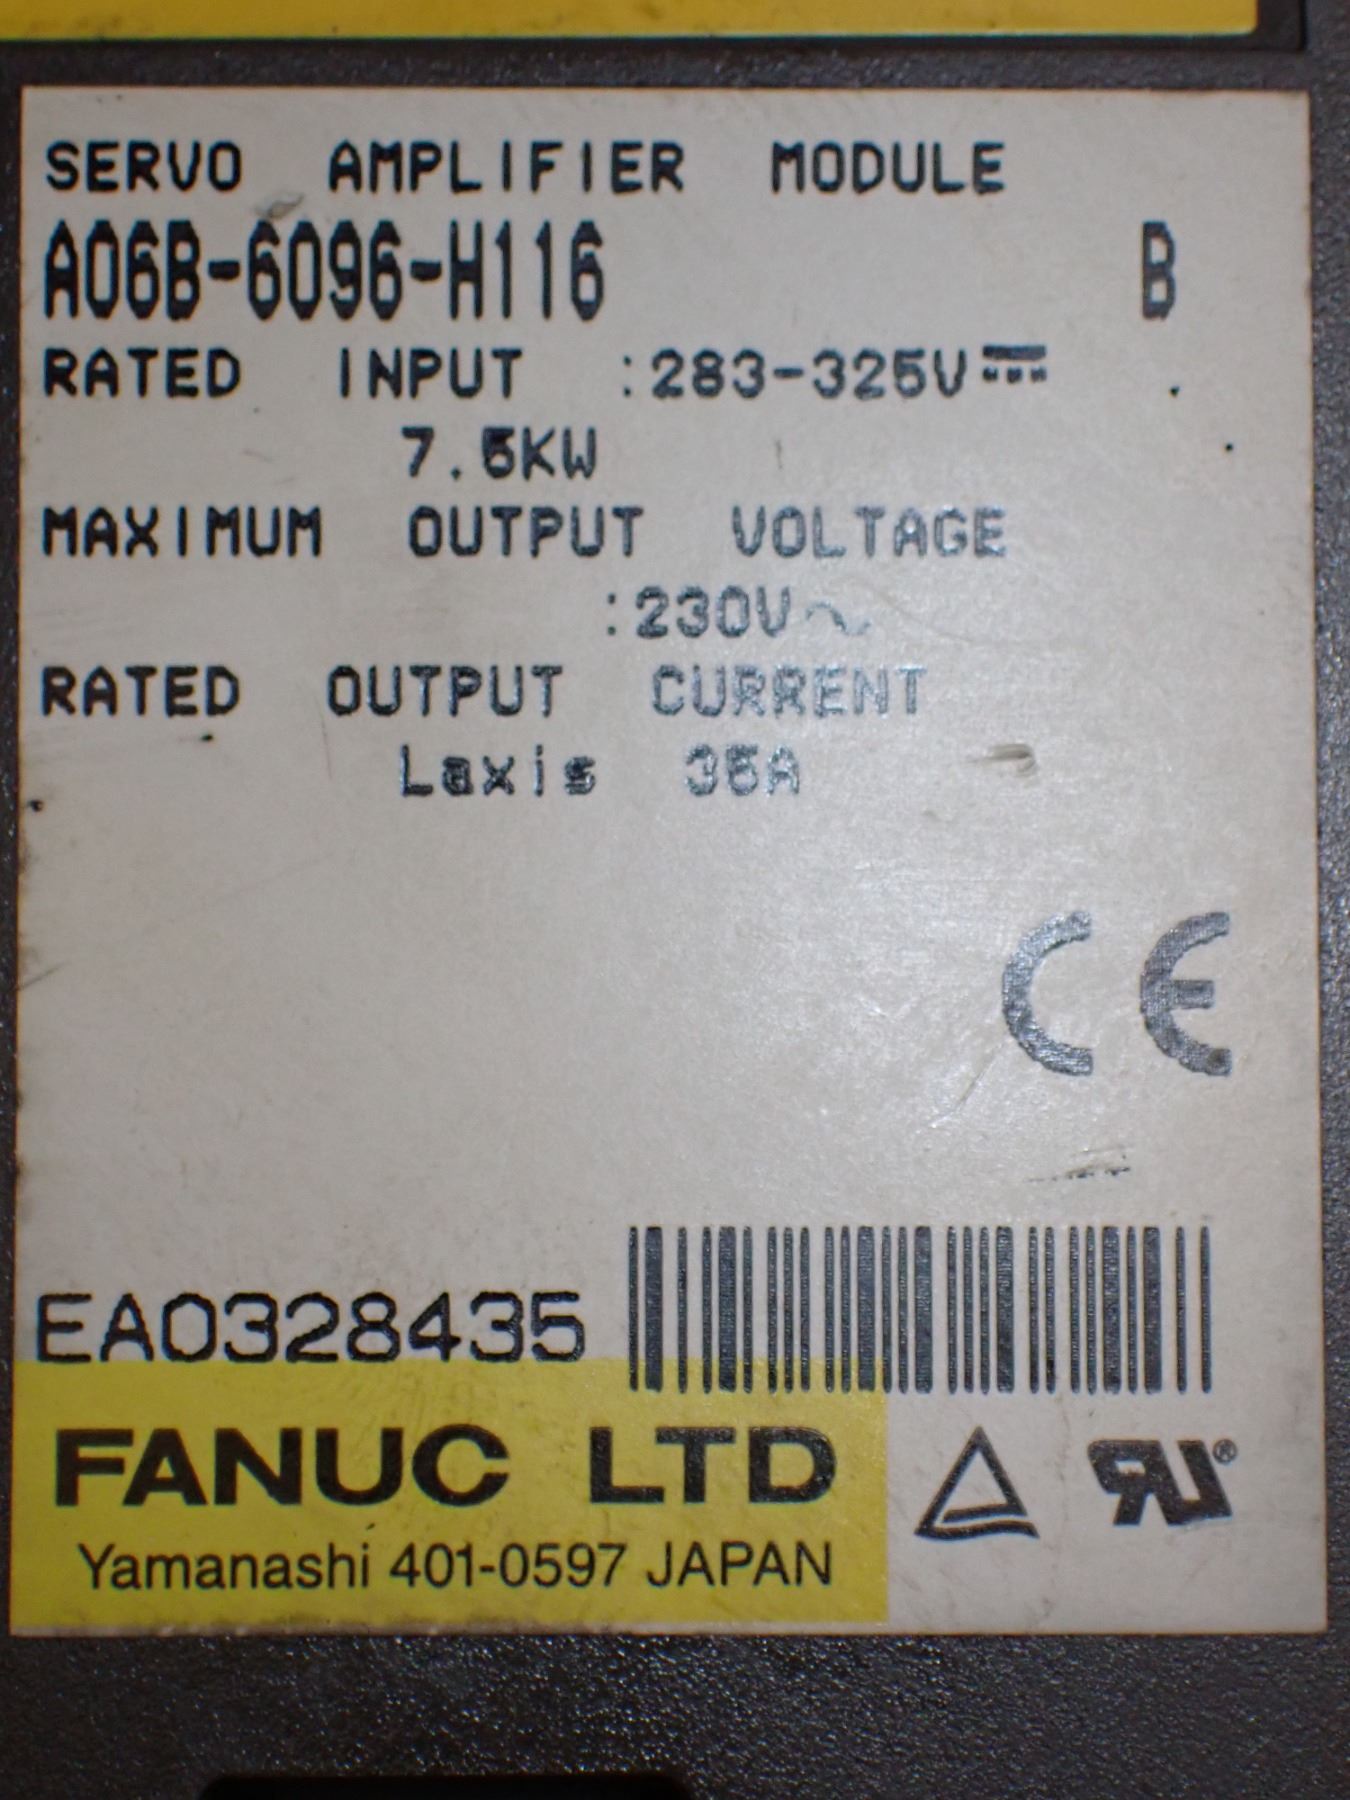 SERVO AMPLIFIER MODULE
A06B-6096-H116 B
RATED INPUT :283-325V⎓
7.5KW
MAXIMUM OUTPUT VOLTAGE
:230V~
RATED OUTPUT CURRENT
Laxis 35A
CE
EA0328435
FANUC LTD
Yamanashi 401-0597 JAPAN
RU®